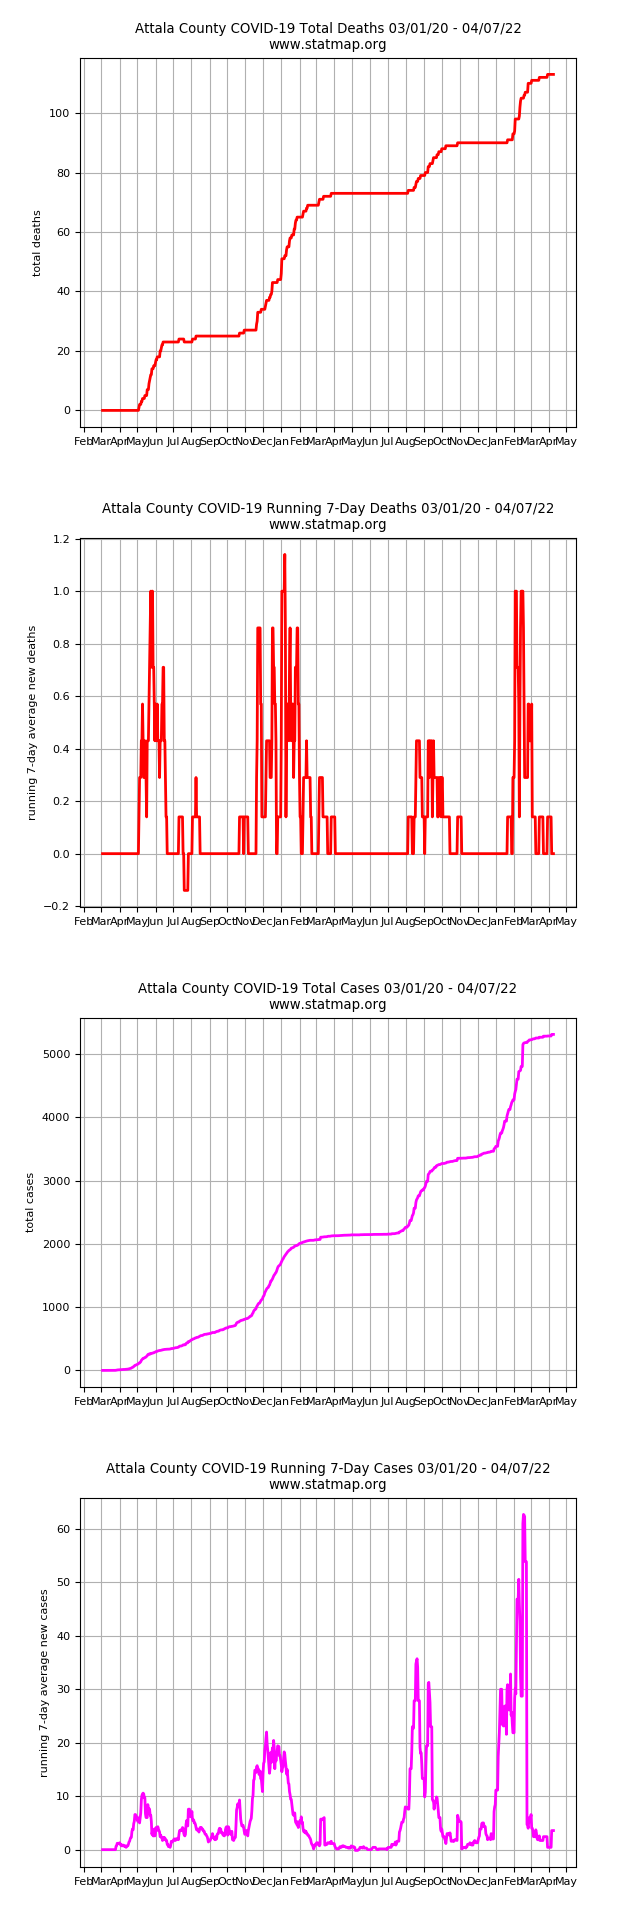 Attala County COVID-19 Total Deaths 03/01/20 - 04/07/22
www.statmap.org
total deaths
100
80
60
40
20
0
Feb Mar Apr May Jun Jul Aug Sep Oct Nov Dec Jan Feb Mar Apr May Jun Jul Aug Sep Oct Nov Dec Jan Feb Mar Apr May
Attala County COVID-19 Running 7-Day Deaths 03/01/20 - 04/07/22
www.statmap.org
running 7-day average new deaths
1.2
1.0
0.8
0.6
0.4
0.2
0.0
−0.2
Feb Mar Apr May Jun Jul Aug Sep Oct Nov Dec Jan Feb Mar Apr May Jun Jul Aug Sep Oct Nov Dec Jan Feb Mar Apr May
Attala County COVID-19 Total Cases 03/01/20 - 04/07/22
www.statmap.org
total cases
5000
4000
3000
2000
1000
0
Feb Mar Apr May Jun Jul Aug Sep Oct Nov Dec Jan Feb Mar Apr May Jun Jul Aug Sep Oct Nov Dec Jan Feb Mar Apr May
Attala County COVID-19 Running 7-Day Cases 03/01/20 - 04/07/22
www.statmap.org
running 7-day average new cases
60
50
40
30
20
10
0
Feb Mar Apr May Jun Jul Aug Sep Oct Nov Dec Jan Feb Mar Apr May Jun Jul Aug Sep Oct Nov Dec Jan Feb Mar Apr May